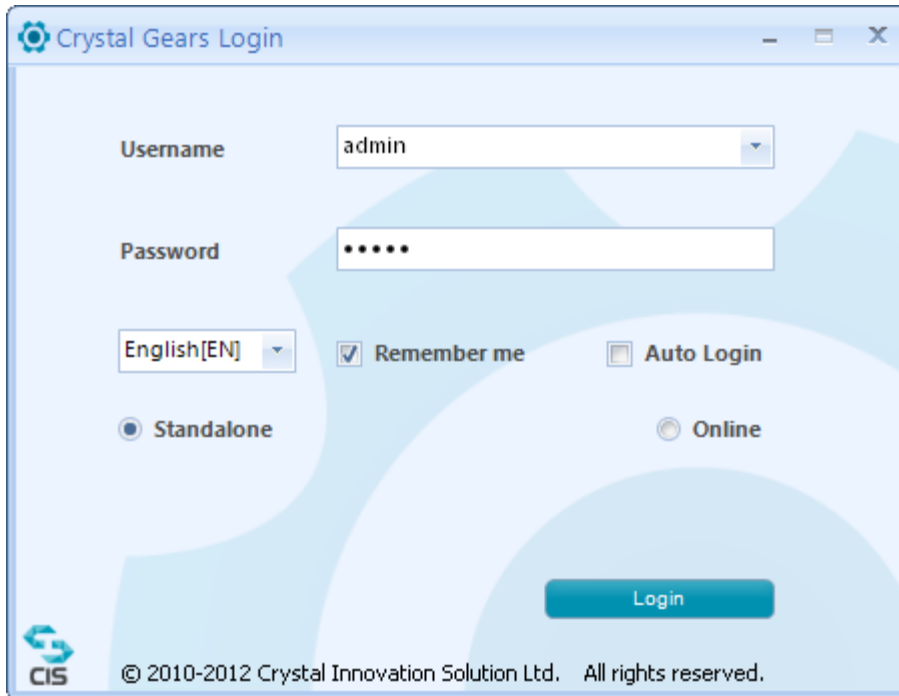 Crystal Gears Login
Username
admin
Password
•••••
English[EN]
Remember me
Auto Login
Standalone
Online
Login
CIS
© 2010-2012 Crystal Innovation Solution Ltd. All rights reserved.